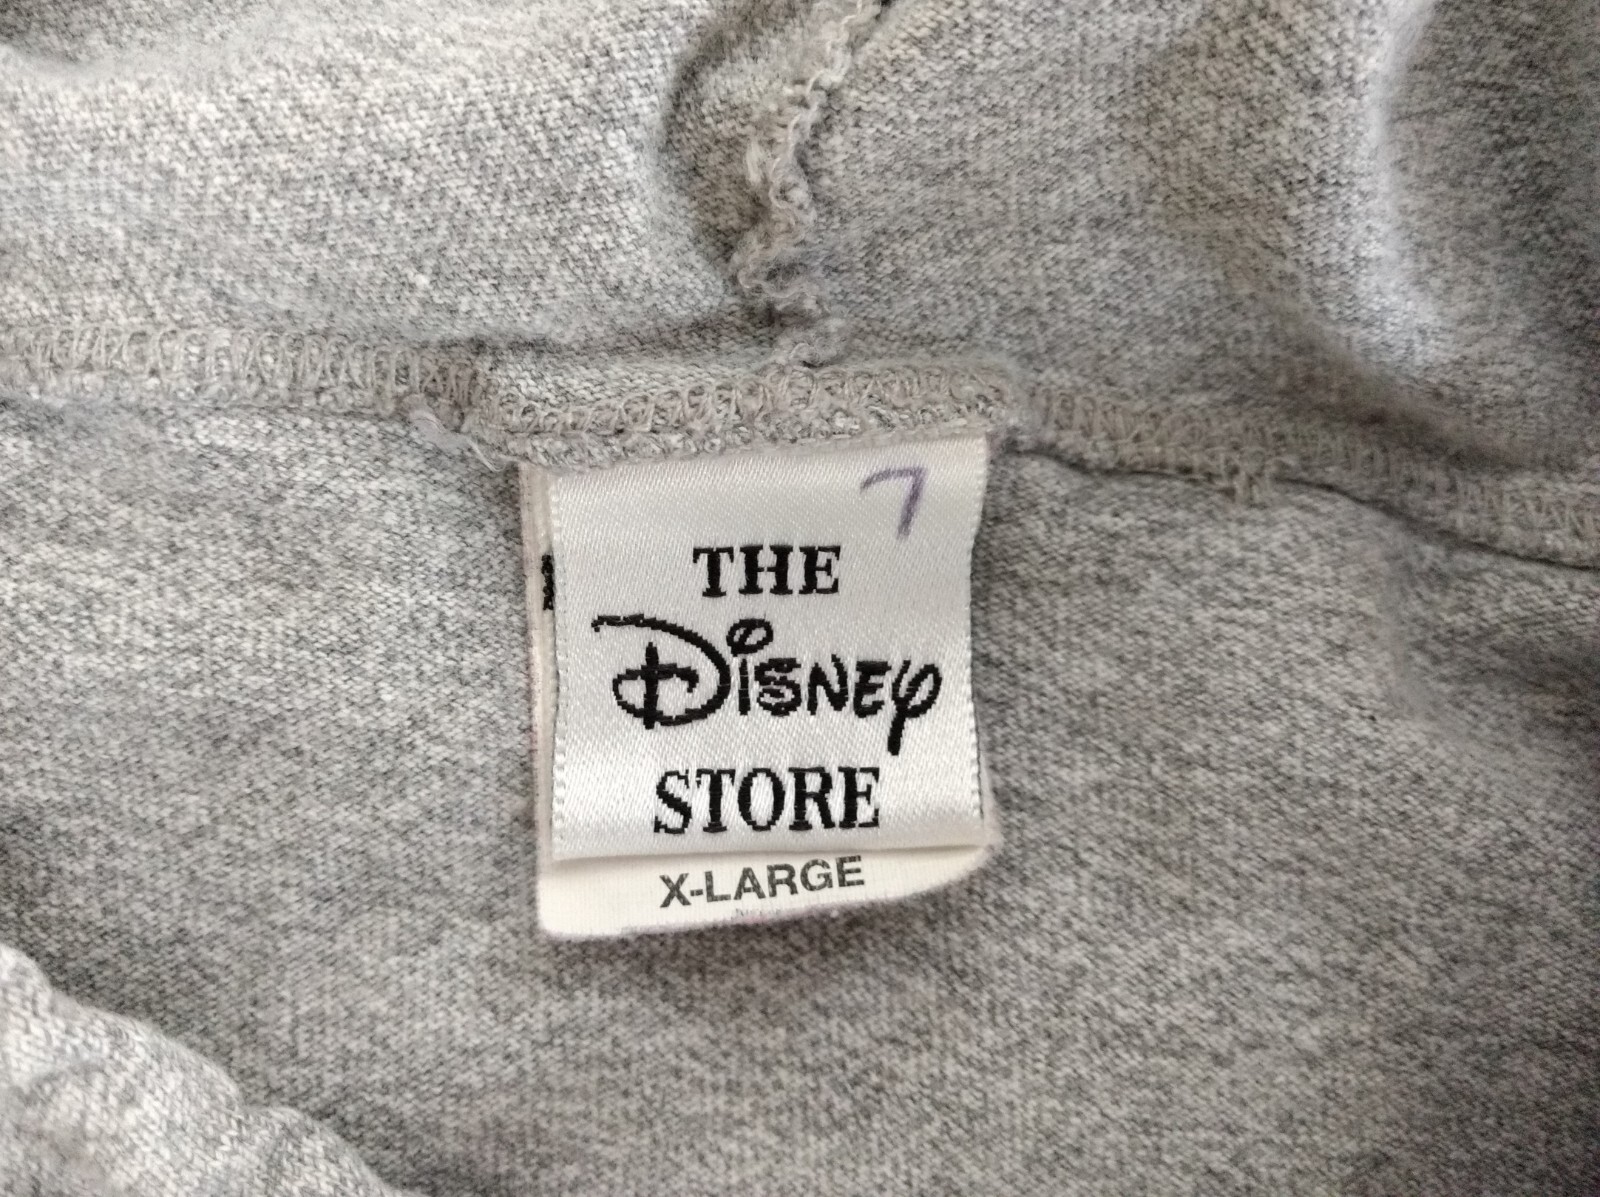 7
THE
Disney
STORE
X-LARGE